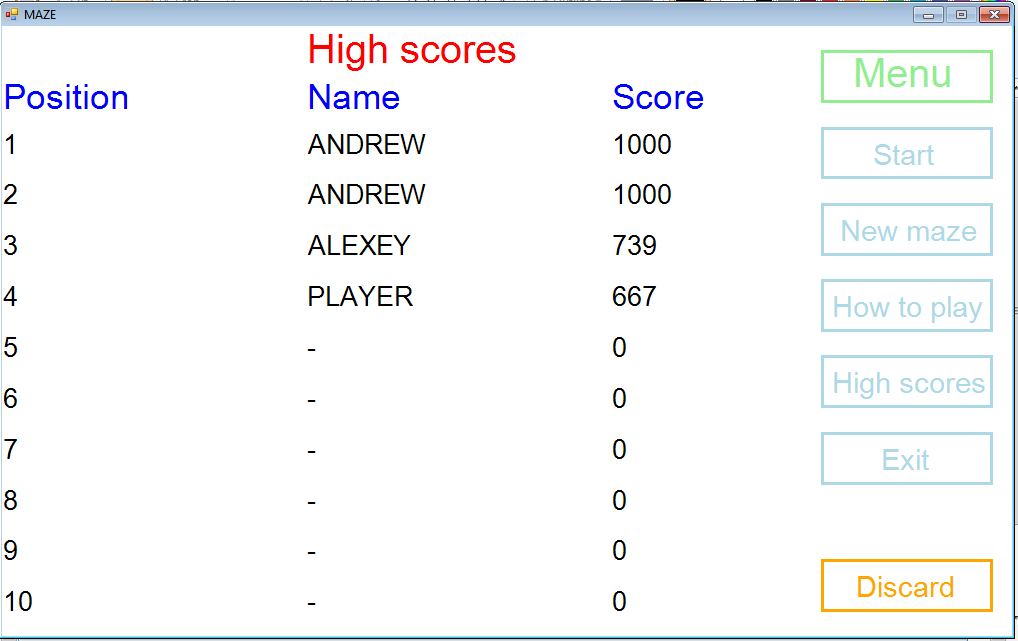 MAZE
High scores
Position Name Score
1 ANDREW 1000
2 ANDREW 1000
3 ALEXEY 739
4 PLAYER 667
5 - 0
6 - 0
7 - 0
8 - 0
9 - 0
10 - 0
Menu
Start
New maze
How to play
High scores
Exit
Discard